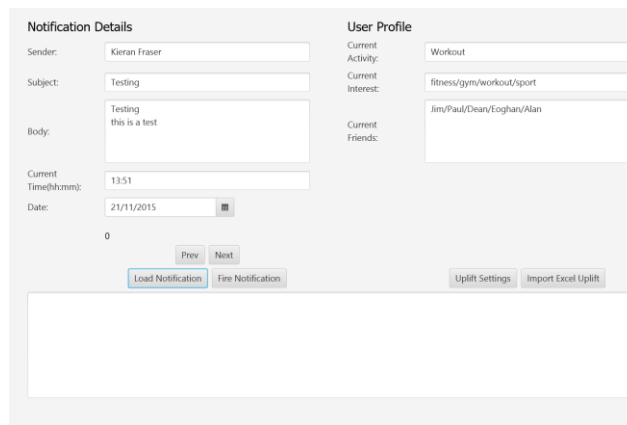 Notification Details
Sender:
Kieran Fraser
Subject:
Testing
Body:
Testing
this is a test
Current
Time(hh:mm):
13:51
Date:
21/11/2015
0
Prev
Next
Load Notification
Fire Notification
User Profile
Current
Activity:
Workout
Current
Interest:
fitness/gym/workout/sport
Current
Friends:
Jim/Paul/Dean/Eoghan/Alan
Uplift Settings
Import Excel Uplift